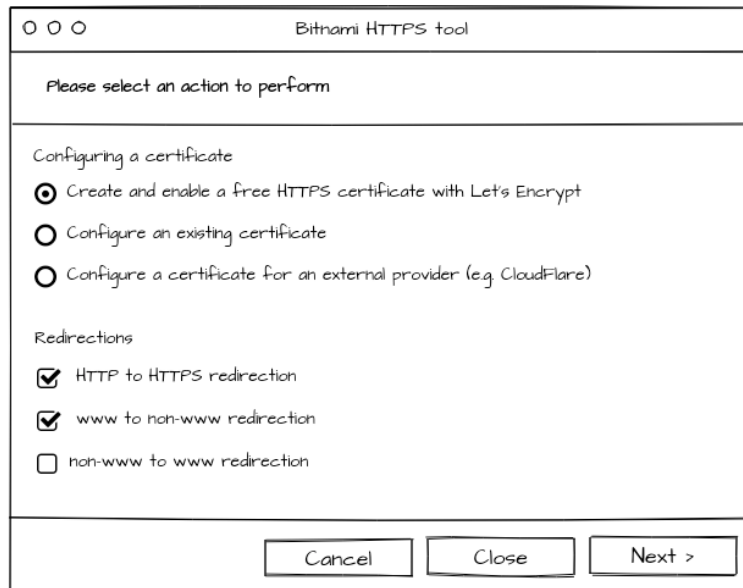 Bitnami HTTPS tool
Please select an action to perform
Configuring a certificate
Create and enable a free HTTPS certificate with Let's Encrypt
Configure an existing certificate
Configure a certificate for an external provider (e.g. CloudFlare)
Redirections
HTTP to HTTPS redirection
www to non-www redirection
non-www to www redirection
Cancel Close Next >